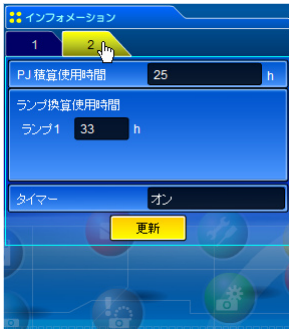 インフォメーション
1 2
PJ 積算使用時間 25 h
ランプ換算使用時間
ランプ1 33 h
タイマー オン
更新